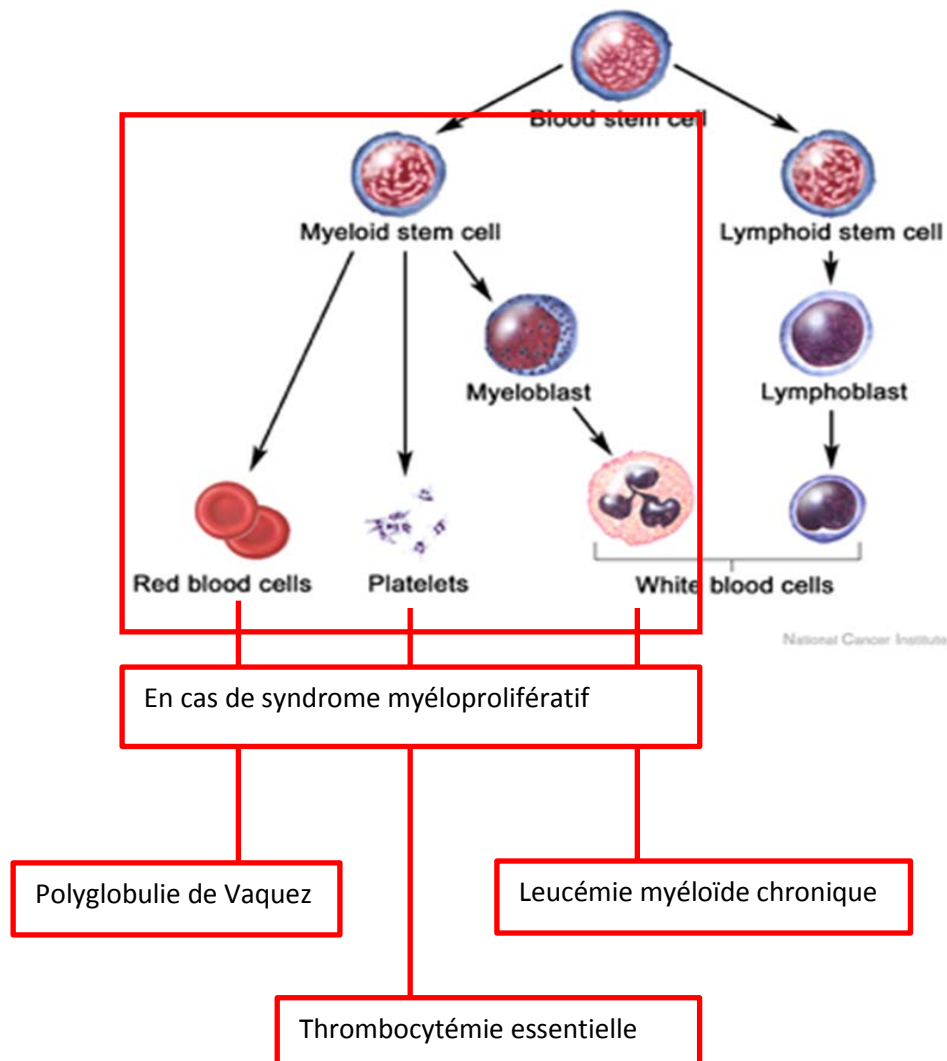 Blood stem cell
Myeloid stem cell
Lymphoid stem cell
Myeloblast
Lymphoblast
Red blood cells
Platelets
White blood cells
National Cancer Institute
En cas de syndrome myéloprolifératif
Polyglobulie de Vaquez
Leucémie myéloïde chronique
Thrombocytémie essentielle